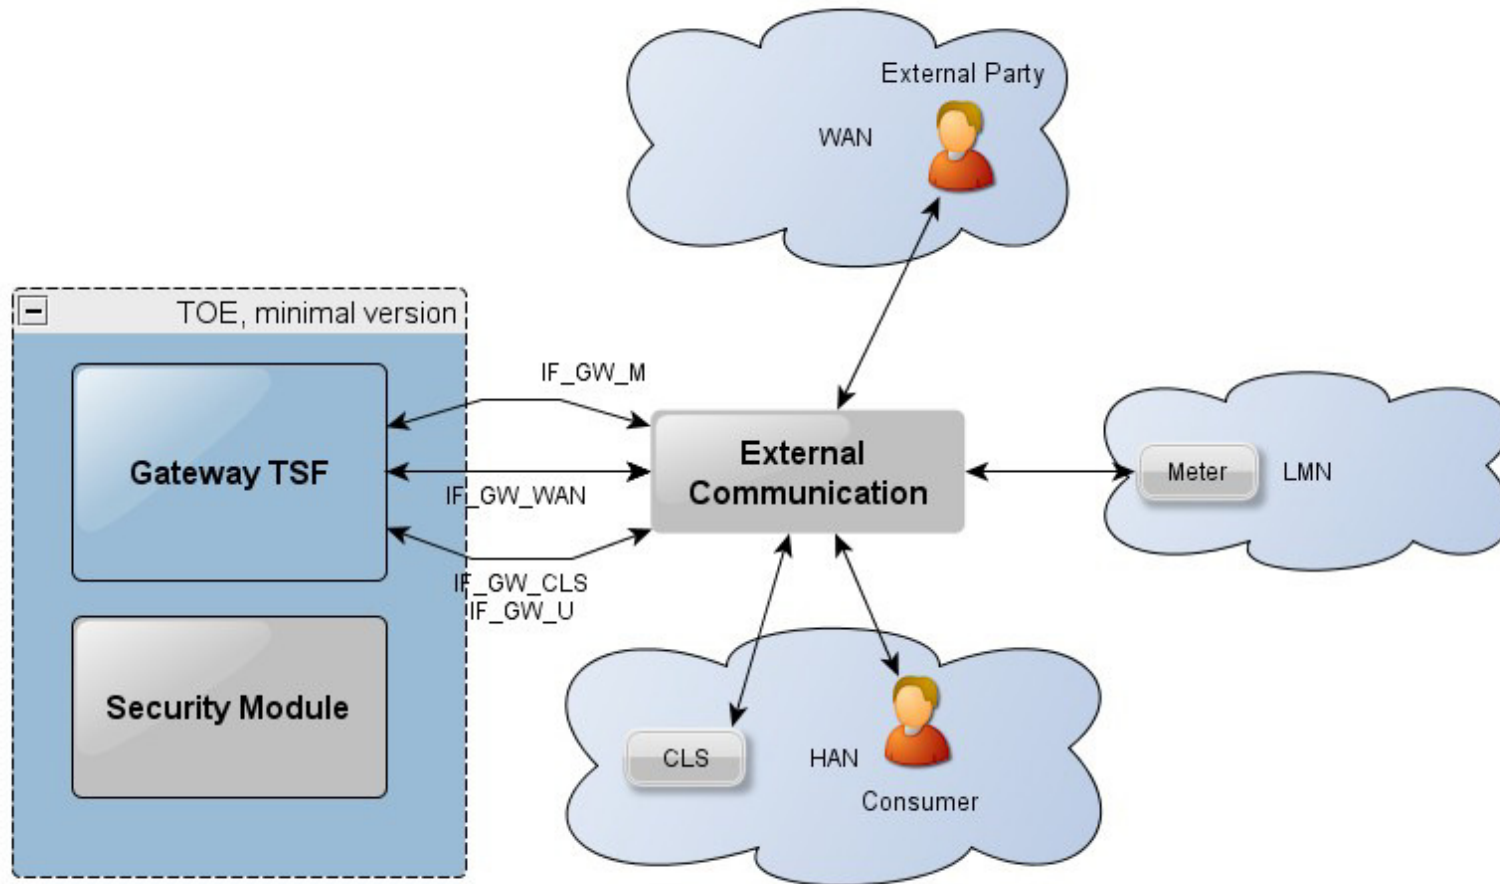 External Party
WAN
TOE, minimal version
IF_GW_M
Gateway TSF
External
Communication
IF_GW_WAN
Meter
LMN
IF_GW_CLS
IF_GW_U
Security Module
CLS
HAN
Consumer